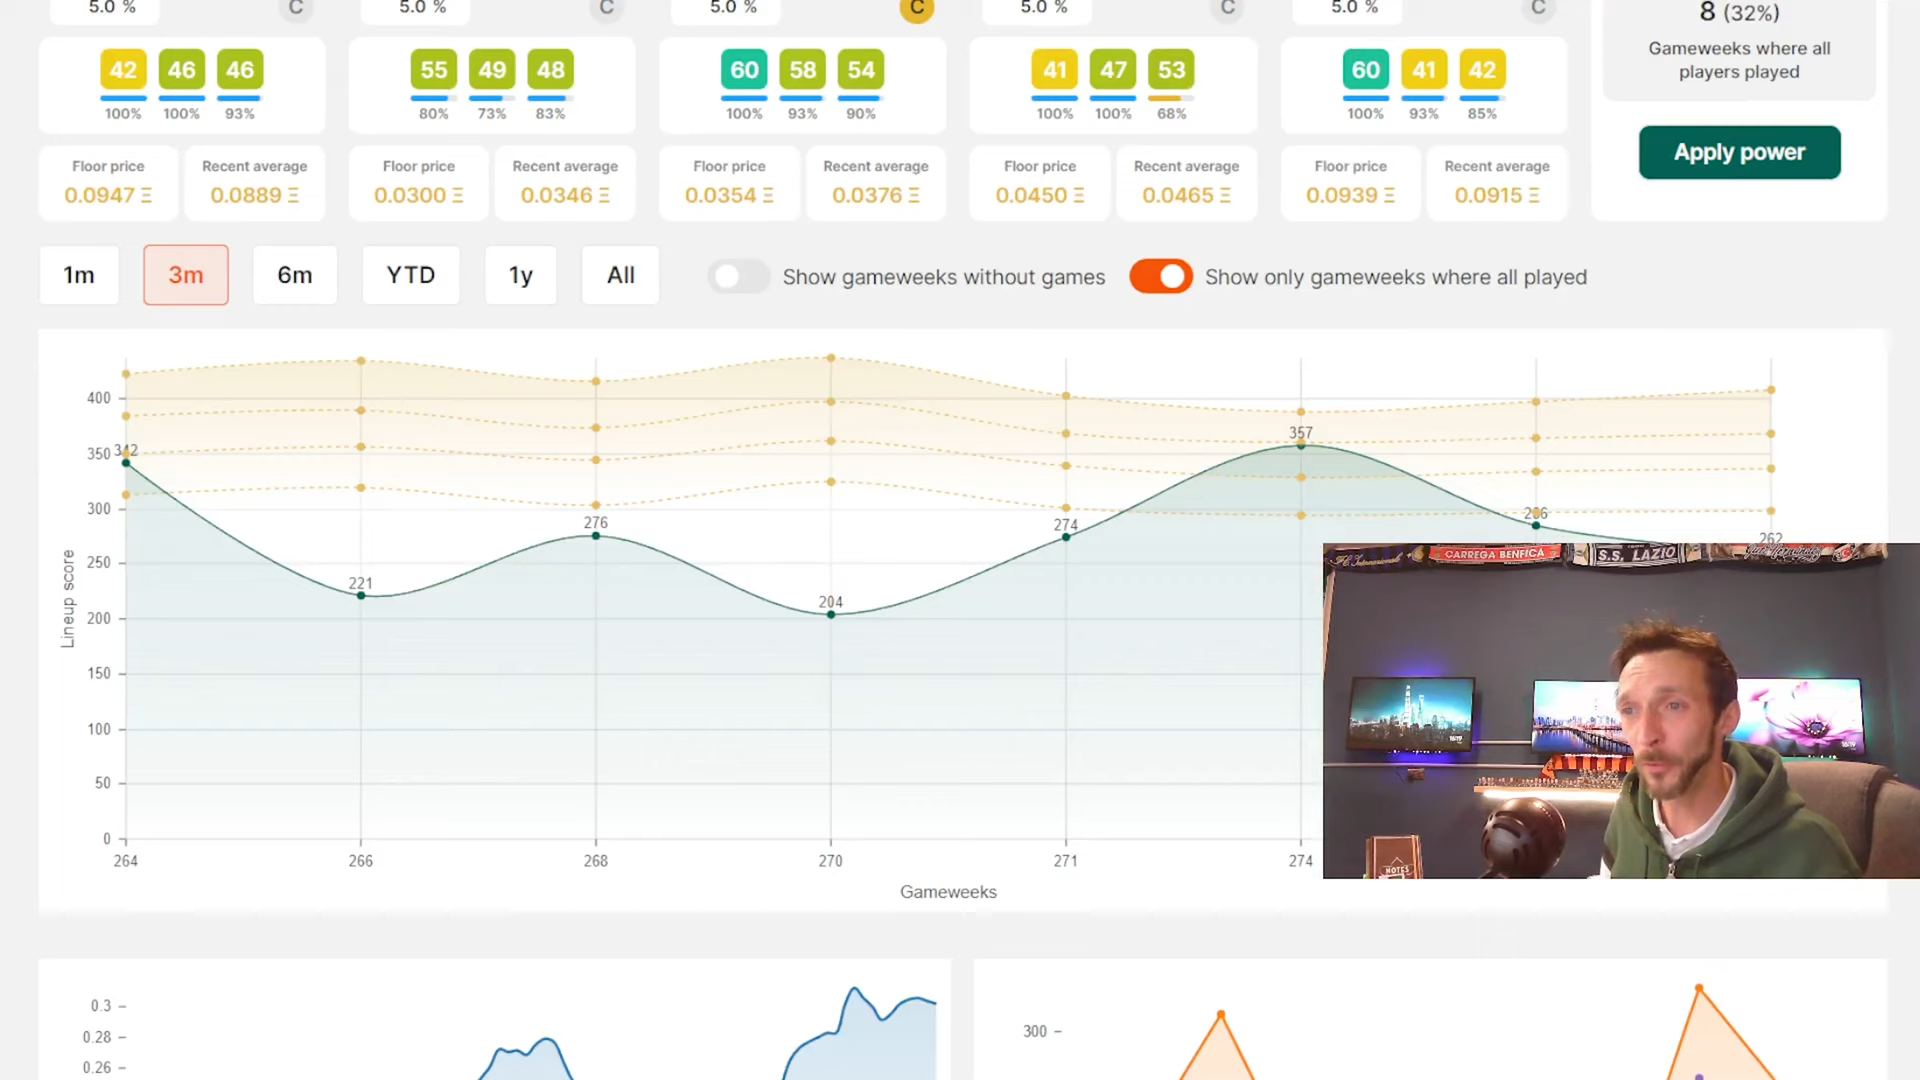 5.0 % C 5.0 % C 5.0 % C 5.0 % C 5.0 % C
8 (32%)
Gameweeks where all
players played
42 46 46 55 49 48 60 58 54 41 47 53 60 41 42
100% 100% 93% 80% 73% 83% 100% 93% 90% 100% 100% 68% 100% 93% 85%
Apply power
Floor price Recent average Floor price Recent average Floor price Recent average Floor price Recent average Floor price Recent average
0.0947 Ξ 0.0889 Ξ 0.0300 Ξ 0.0346 Ξ 0.0354 Ξ 0.0376 Ξ 0.0450 Ξ 0.0465 Ξ 0.0939 Ξ 0.0915 Ξ
1m 3m 6m YTD 1y All Show gameweeks without games Show only gameweeks where all played
400
350
300
250
200
150
100
50
0
Lineup score
342
221
276
204
274
357
262
264 266 268 270 271 274
Gameweeks
CARREGA BENFICA
S.S. LAZIO
NOTES
0.3
0.28
0.26
300